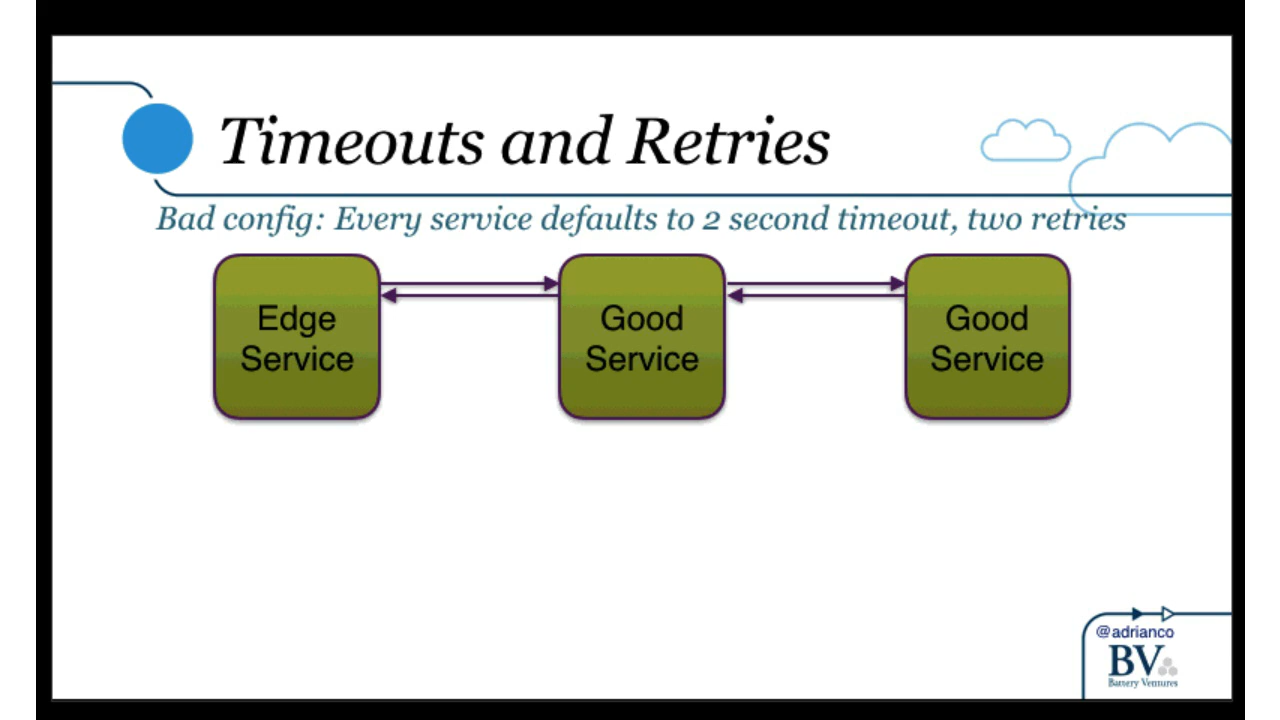 Timeouts and Retries
Bad config: Every service defaults to 2 second timeout, two retries
Edge
Service
Good
Service
Good
Service
@adrianco
BV
Battery Ventures